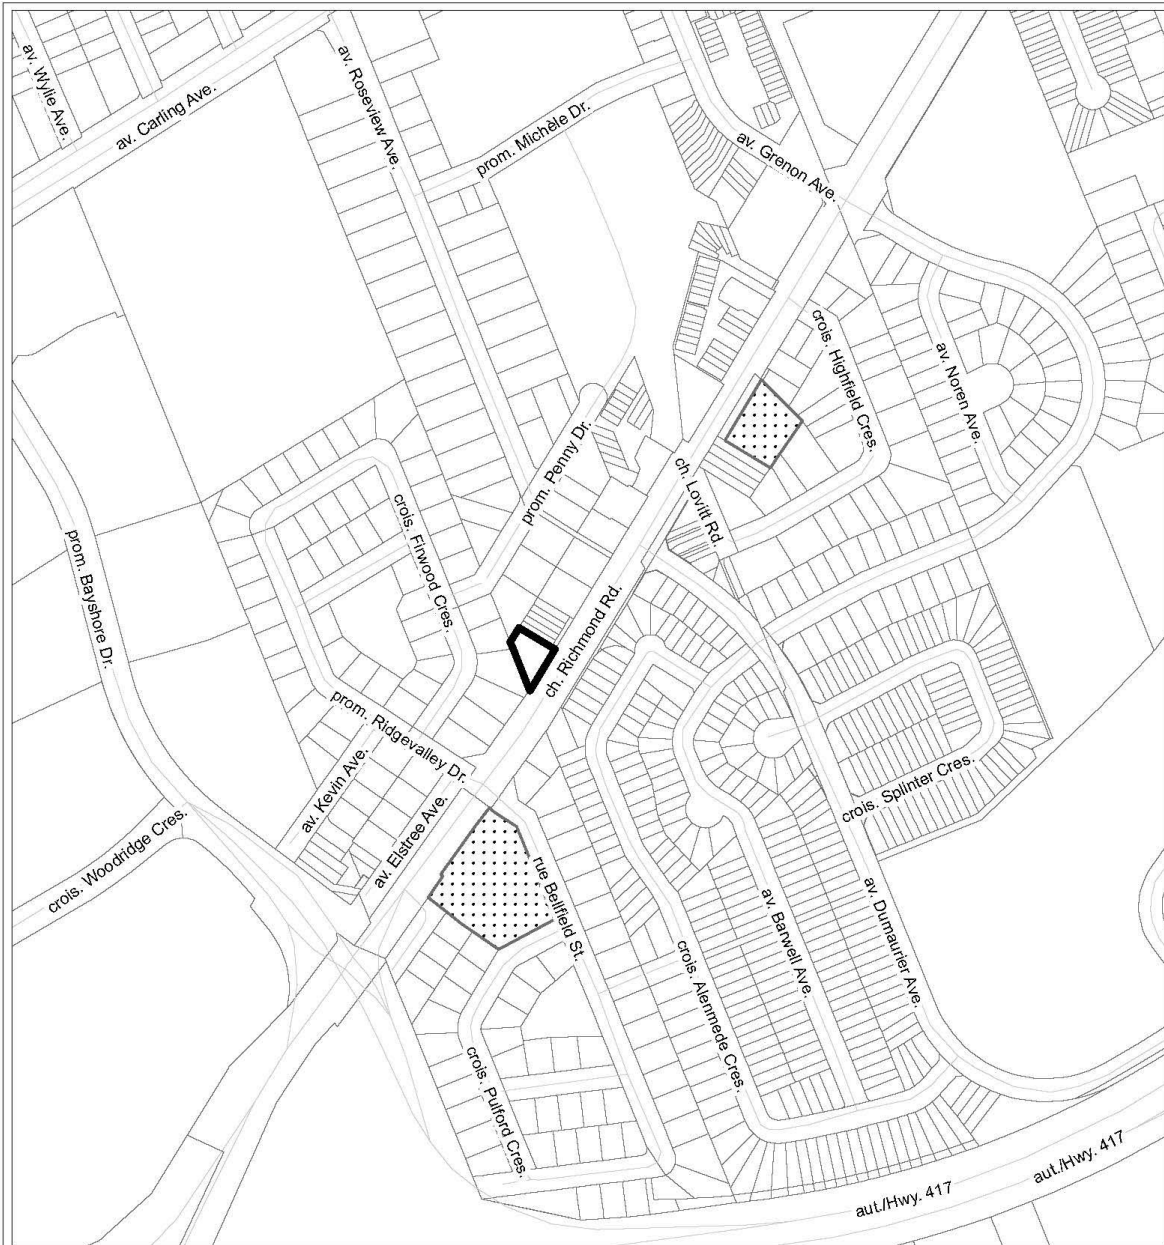 av. Wylie Ave.
av. Carling Ave.
av. Roseview Ave.
prom. Michèle Dr.
av. Grenon Ave.
crois. Highfield Cres.
av. Noren Ave.
prom. Penny Dr.
ch. Lovitt Rd.
crois. Firwood Cres.
prom. Bayshore Dr.
ch. Richmond Rd.
prom. Ridgevalley Dr.
av. Kevin Ave.
av. Elstree Ave.
crois. Woodridge Cres.
crois. Splinter Cres.
rue Bellfield St.
av. Barwell Ave.
av. Dumaurier Ave.
crois. Alenmede Cres.
crois. Pulford Cres.
aut./Hwy. 417
aut./Hwy. 417